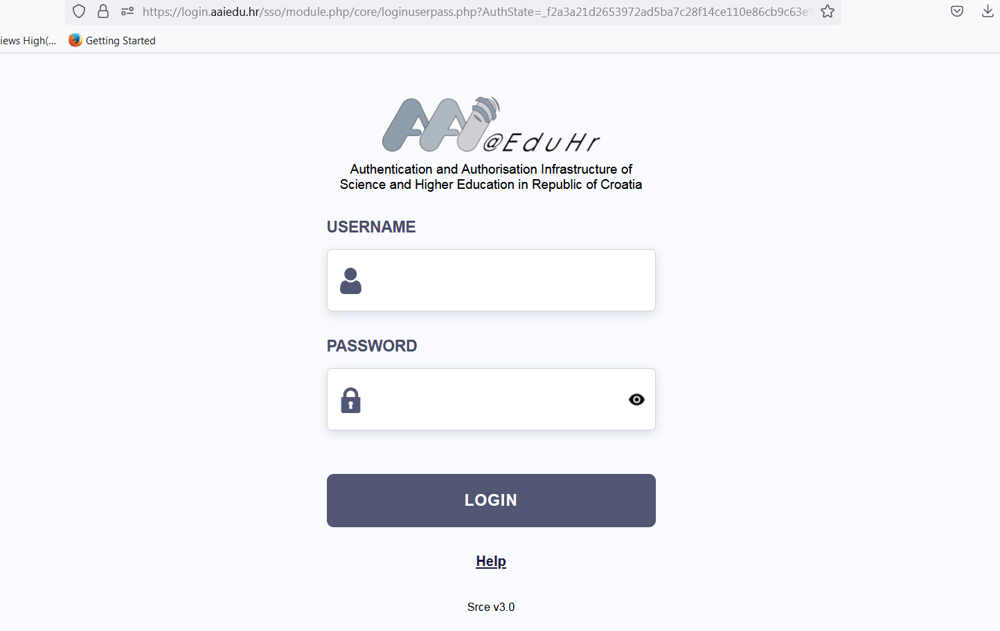 https://login.aaiedu.hr/sso/module.php/core/loginuserpass.php?AuthState=_f2a3a21d2653972ad5ba7c28f14ce110e86cb9c63e%
iews High(...
Getting Started
AAI@EduHr
Authentication and Authorisation Infrastructure of
Science and Higher Education in Republic of Croatia
USERNAME
PASSWORD
LOGIN
Help
Srce v3.0